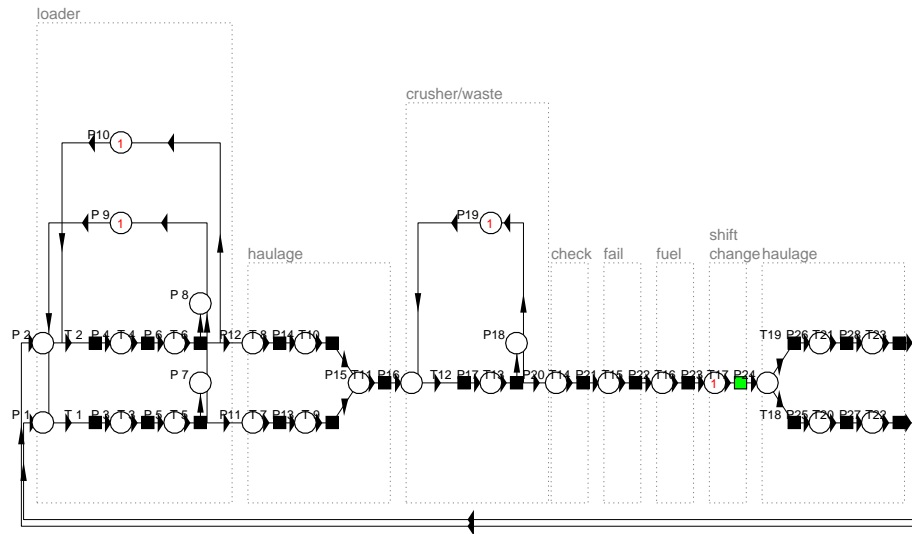 loader
P10 1
crusher/waste
P 9 1
P19 1
shift
haulage
check
fail
fuel
change
haulage
P 8
P 2 T 2 P 4 T 4 P 6 T 6 P12 T 8 P14 T10
P18
T19 P26 T21 P28 T23
P 7
P15 T11 P16 T12 P17 T13 P20 T14 P21 T15 P22 T16 P23 1 T17 P24
P 1 T 1 P 3 T 3 P 5 T 5 P11 T 7 P13 T 9
T18 P25 T20 P27 T22